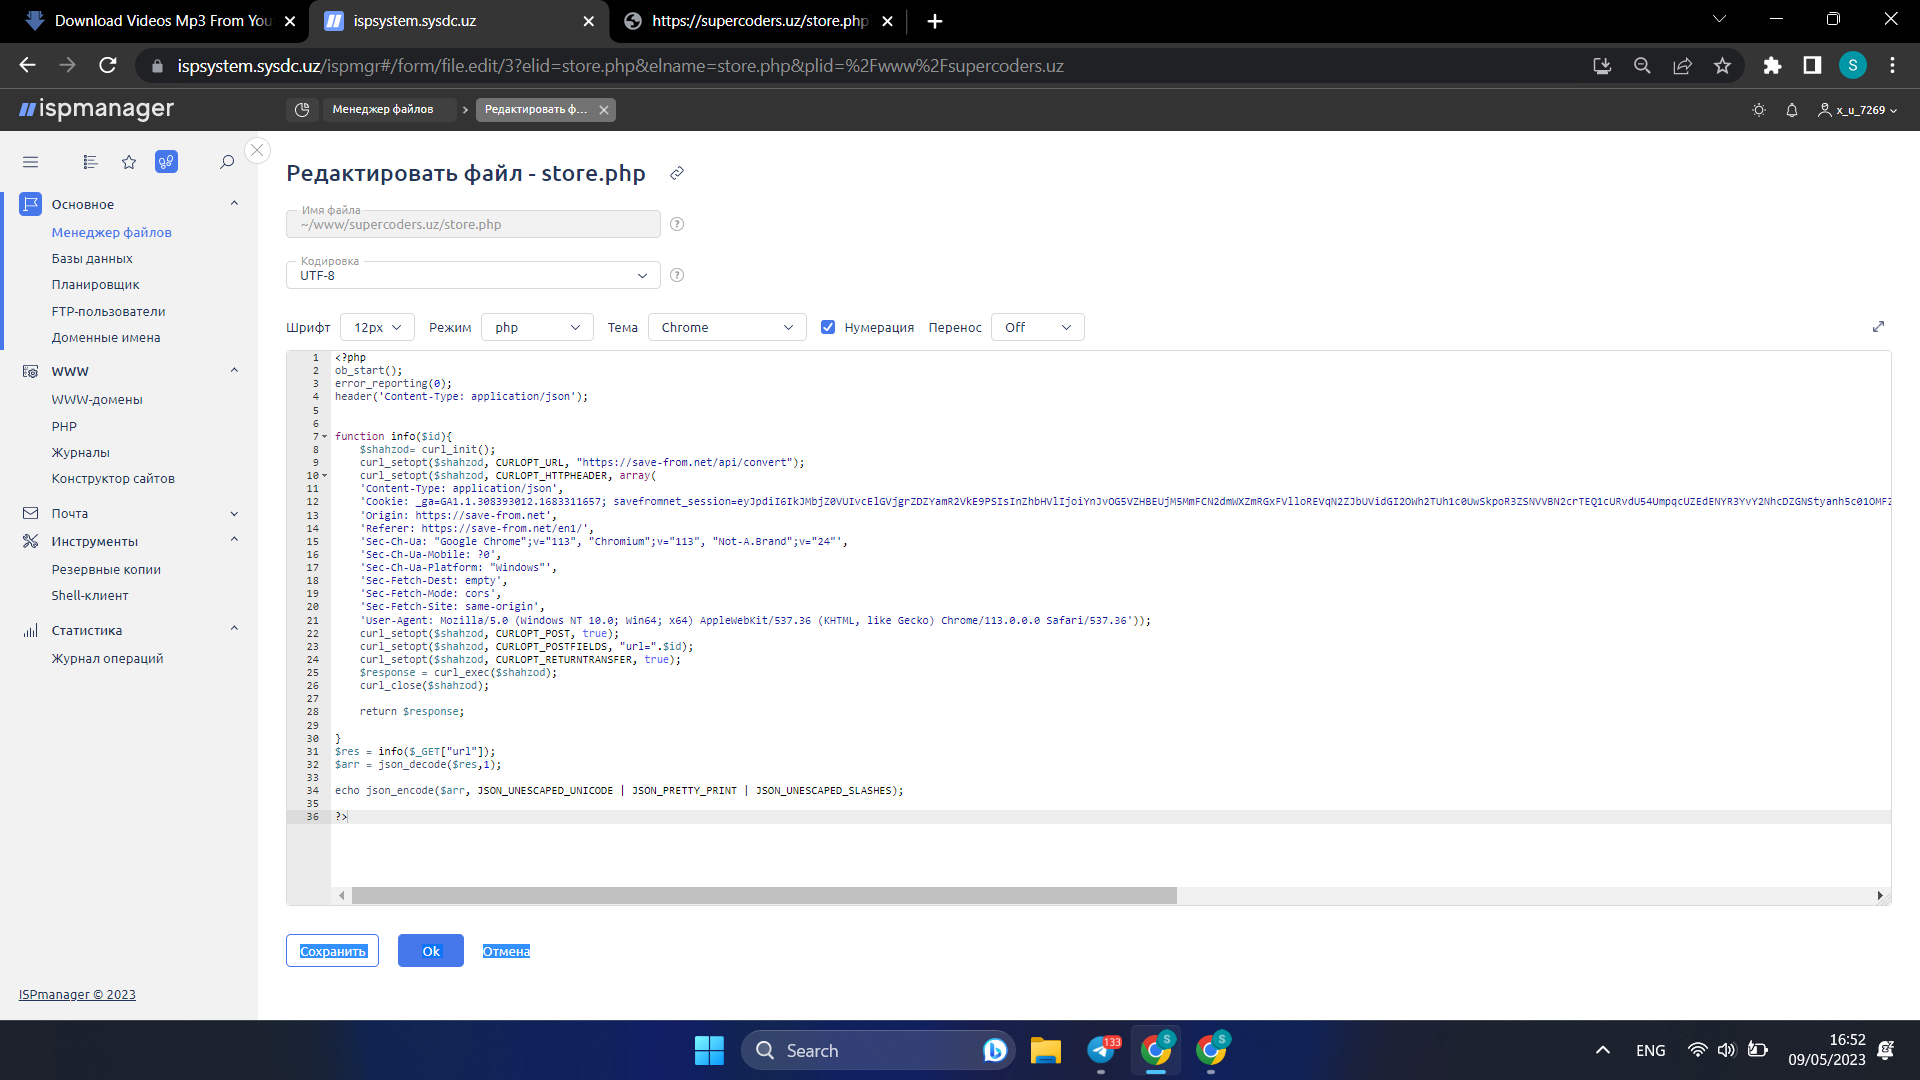 Download Videos Mp3 From You
ispsystem.sysdc.uz
https://supercoders.uz/store.php
ispsystem.sysdc.uz/ispmgr#/form/file.edit/3?elid=store.php&elname=store.php&plid=%2Fwww%2Fsupercoders.uz
S
ispmanager
Менеджер файлов
Редактировать ф...
x_u_7269
Основное
Менеджер файлов
Базы данных
Планировщик
FTP-пользователи
Доменные имена
WWW
WWW-домены
PHP
Журналы
Конструктор сайтов
Почта
Инструменты
Резервные копии
Shell-клиент
Статистика
Журнал операций
ISPmanager © 2023
Редактировать файл - store.php
Имя файла
~/www/supercoders.uz/store.php
?
Кодировка
UTF-8
?
Шрифт 12px Режим php Тема Chrome Нумерация Перенос Off
1 <?php
2 ob_start();
3 error_reporting(0);
4 header('Content-Type: application/json');
5
6
7 function info($id){
8 $shahzod= curl_init();
9 curl_setopt($shahzod, CURLOPT_URL, "https://save-from.net/api/convert");
10 curl_setopt($shahzod, CURLOPT_HTTPHEADER, array(
11 'Content-Type: application/json',
12 'Cookie: _ga=GA1.1.308393012.1683311657;
13 'Origin: https://save-from.net',
14 'Referer: https://save-from.net/en1/',
15 'Sec-Ch-Ua: "Google Chrome";v="113", "Chromium";v="113", "Not-A.Brand";v="24"',
16 'Sec-Ch-Ua-Mobile: ?0',
17 'Sec-Ch-Ua-Platform: "Windows"',
18 'Sec-Fetch-Dest: empty',
19 'Sec-Fetch-Mode: cors',
20 'Sec-Fetch-Site: same-origin',
21 'User-Agent: Mozilla/5.0 (Windows NT 10.0; Win64; x64) AppleWebKit/537.36 (KHTML, like Gecko) Chrome/113.0.0.0 Safari/537.36'));
22 curl_setopt($shahzod, CURLOPT_POST, true);
23 curl_setopt($shahzod, CURLOPT_POSTFIELDS, "url=".$id);
24 curl_setopt($shahzod, CURLOPT_RETURNTRANSFER, true);
25 $response = curl_exec($shahzod);
26 curl_close($shahzod);
27
28 return $response;
29
30 }
31 $res = info($_GET["url"]);
32 $arr = json_decode($res,1);
33
34 echo json_encode($arr, JSON_UNESCAPED_UNICODE | JSON_PRETTY_PRINT | JSON_UNESCAPED_SLASHES);
35
36 ?>
Сохранить Ok Отмена
Search
133
S
S
ENG
16:52
09/05/2023